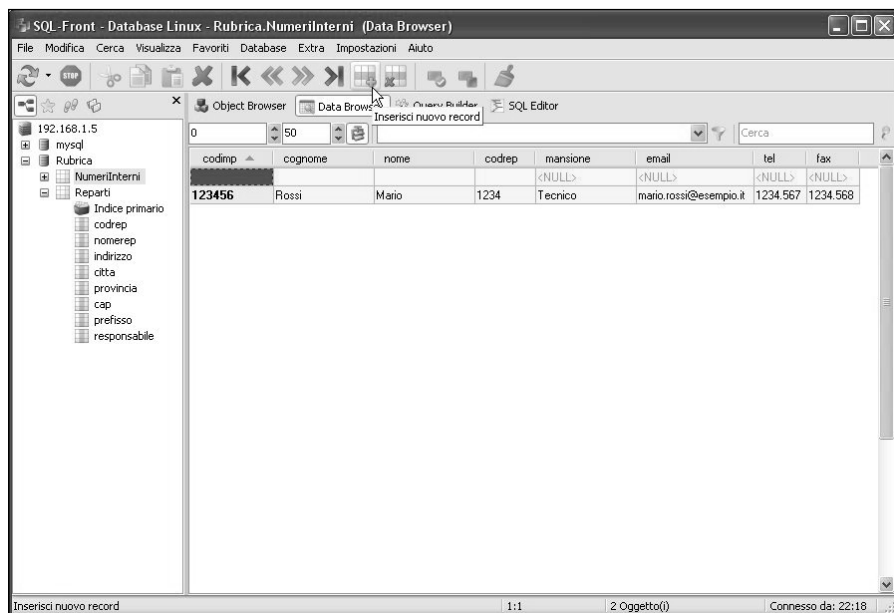 SQL-Front - Database Linux - Rubrica.NumeriInterni (Data Browser)
File Modifica Cerca Visualizza Favoriti Database Extra Impostazioni Aiuto
STOP
Object Browser Data Brows Query Builder SQL Editor
Inserisci nuovo record
0 50 Cerca
192.168.1.5
mysql
Rubrica
NumeriInterni
Reparti
Indice primario
codrep
nomerep
indirizzo
citta
provincia
cap
prefisso
responsabile
codimp cognome nome codrep mansione email tel fax
<NULL> <NULL> <NULL> <NULL>
123456 Rossi Mario 1234 Tecnico mario.rossi@esempio.it 1234.567 1234.568
Inserisci nuovo record 1:1 2 Oggetto(i) Connesso da: 22:18